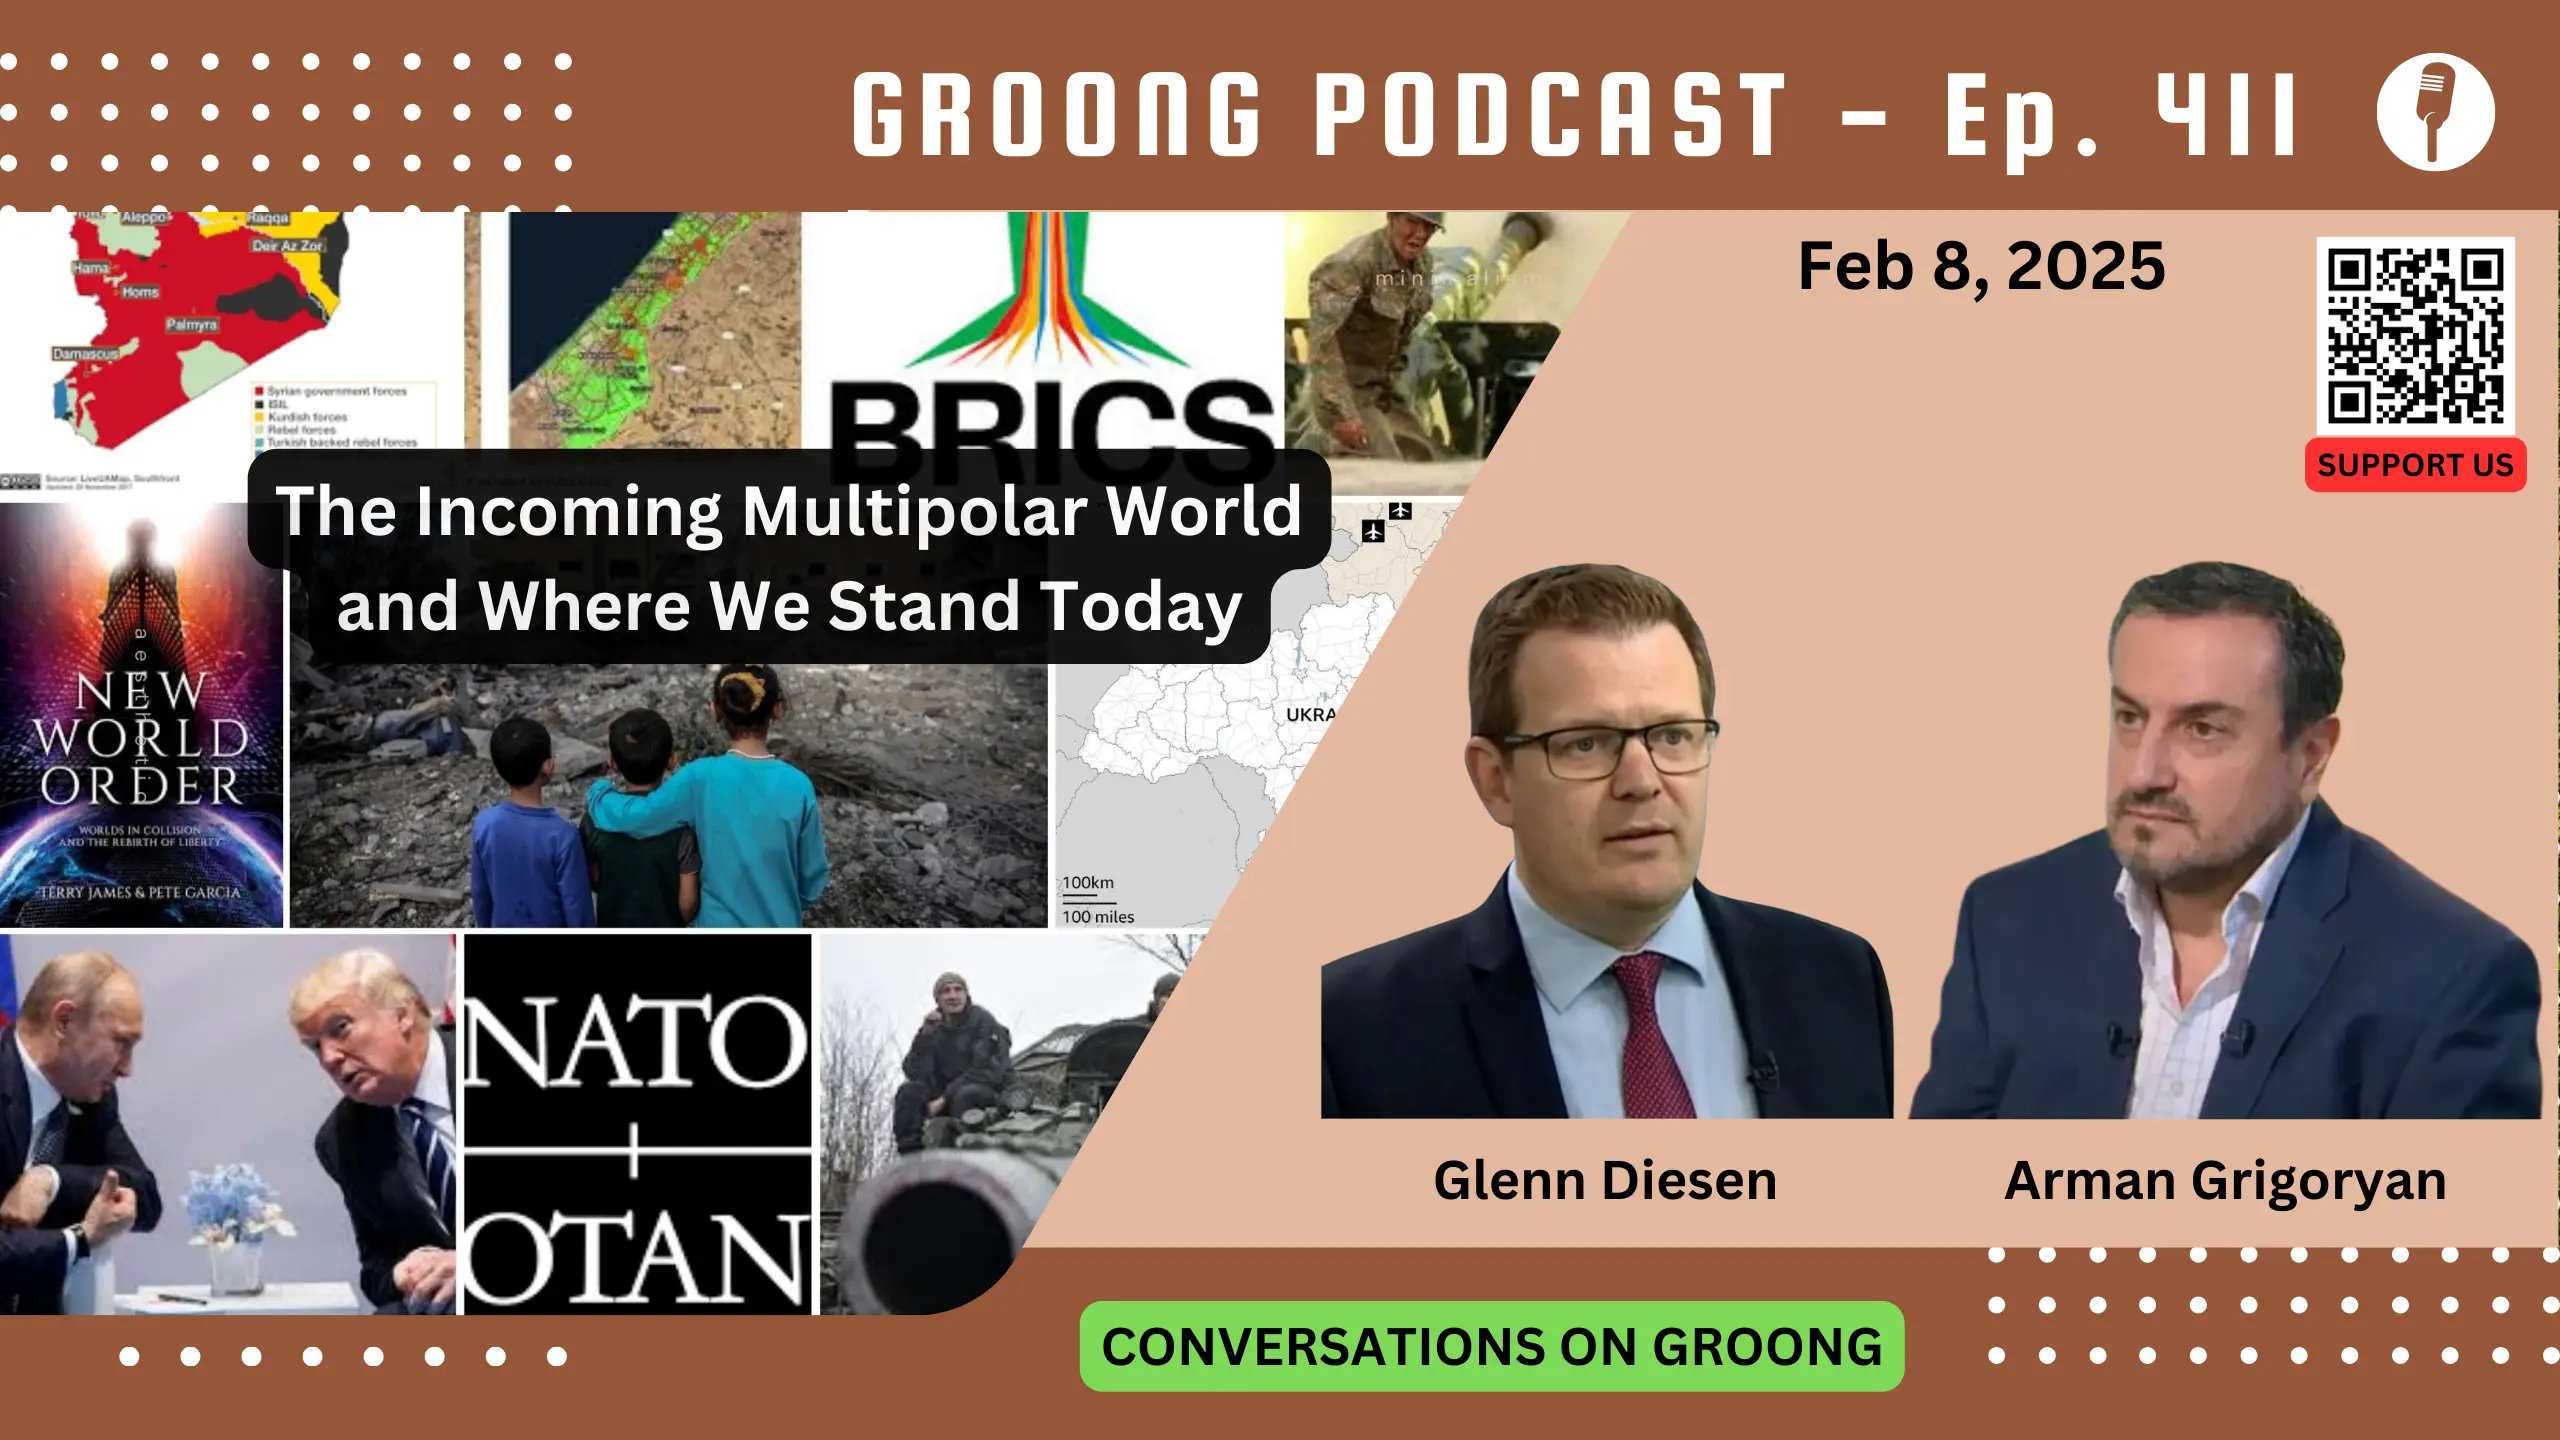 GROONG PODCAST - Ep. 411
Feb 8, 2025
SUPPORT US
Aleppo
Raqqa
Deir Az Zor
Hama
Homs
Palmyra
Damascus
Syrian government forces
ISIL
Kurdish forces
Rebel forces
Turkish backed rebel forces
Source: LiveUAMap, Southfront
BRICS
The Incoming Multipolar World
and Where We Stand Today
NEW
WORLD
ORDER
WORLDS IN COLLISION
AND THE REBIRTH OF LIBERTY
TERRY JAMES & PETE GARCIA
UKRA
100km
100 miles
NATO
OTAN
Glenn Diesen
Arman Grigoryan
CONVERSATIONS ON GROONG